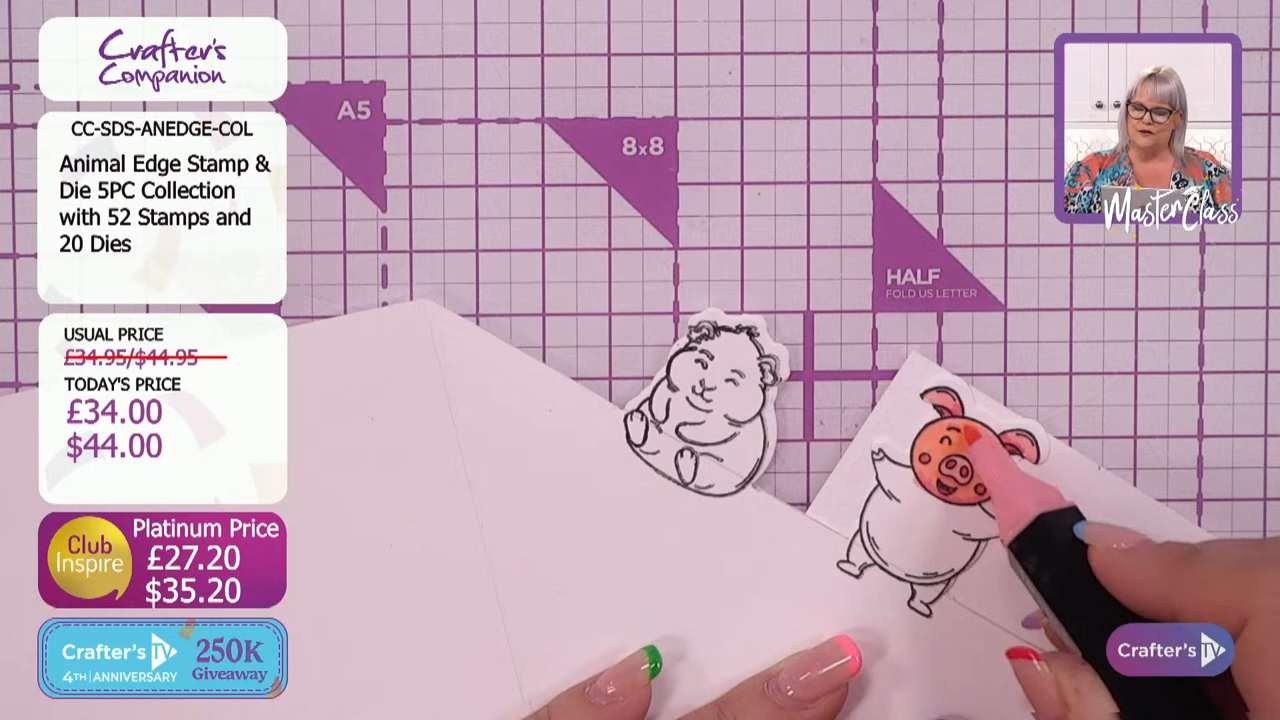 Crafter's
Companion
CC-SDS-ANEDGE-COL
Animal Edge Stamp &
Die 5PC Collection
with 52 Stamps and
20 Dies
USUAL PRICE
£34.95/$44.95
TODAY'S PRICE
£34.00
$44.00
Club
Inspire
Platinum Price
£27.20
$35.20
Crafter's TV
4TH ANNIVERSARY
250K
Giveaway
A5
8x8
HALF
FOLD US LETTER
MasterClass
Crafter's TV